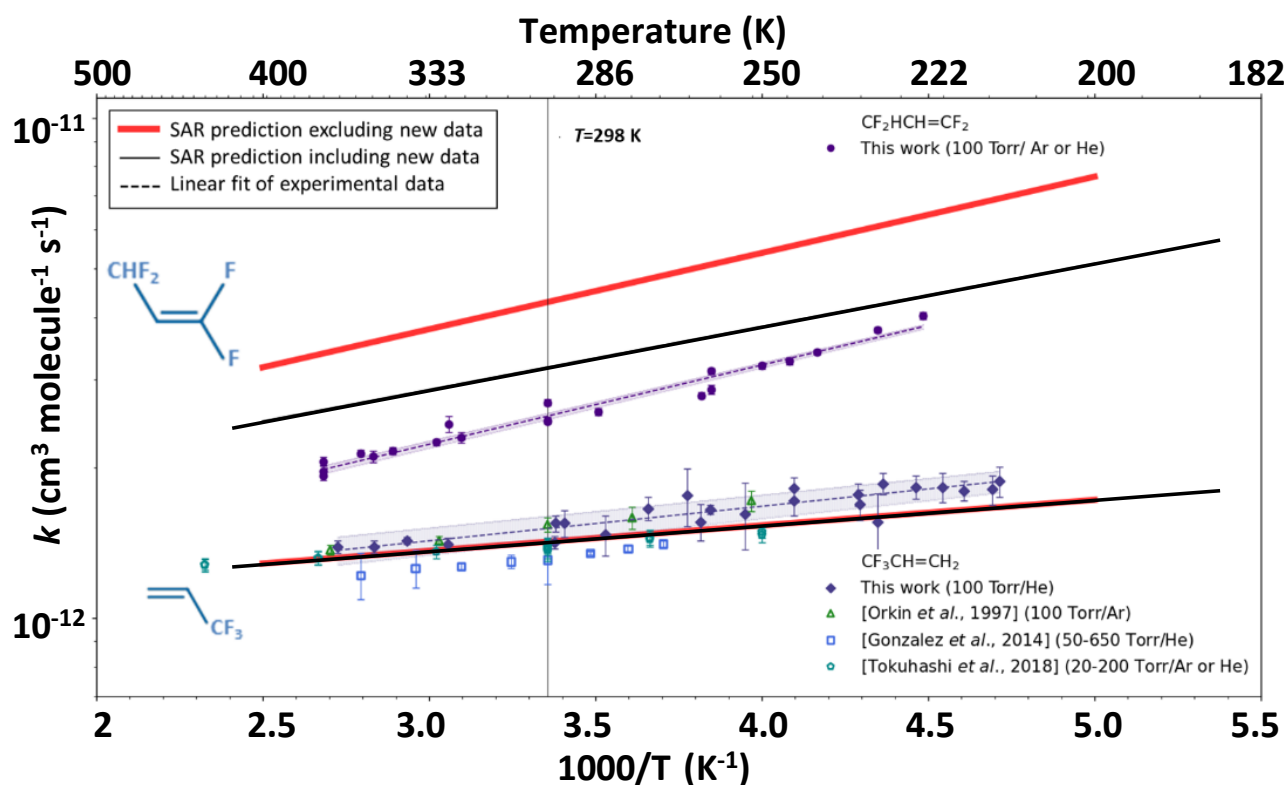 Temperature (K)
500 400 333 286 250 222 200 182
10⁻¹¹
SAR prediction excluding new data
SAR prediction including new data
Linear fit of experimental data
T=298 K
CF₂HCH=CF₂
This work (100 Torr/ Ar or He)
k (cm³ molecule⁻¹ s⁻¹)
CHF₂
F
F
CF₃CH=CH₂
This work (100 Torr/He)
[Orkin et al., 1997] (100 Torr/Ar)
[Gonzalez et al., 2014] (50-650 Torr/He)
[Tokuhashi et al., 2018] (20-200 Torr/Ar or He)
CF₃
10⁻¹²
2 2.5 3.0 3.5 4.0 4.5 5.0 5.5
1000/T (K⁻¹)